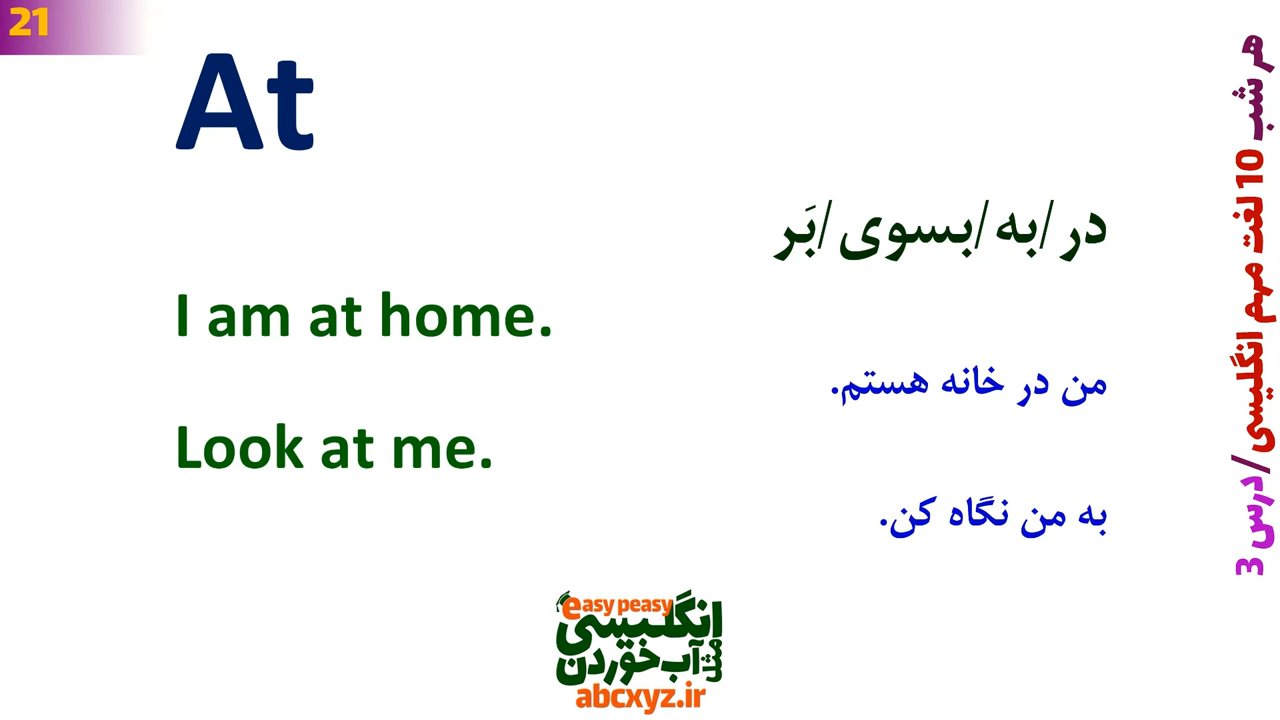 21
At
در/به/بسوی/بَر
I am at home.
من در خانه هستم.
Look at me.
به من نگاه کن.
هر شب 10 لغت مهم انگلیسی/درس 3
easy peasy
انگلیسی
مثل آب خوردن
abcxyz.ir